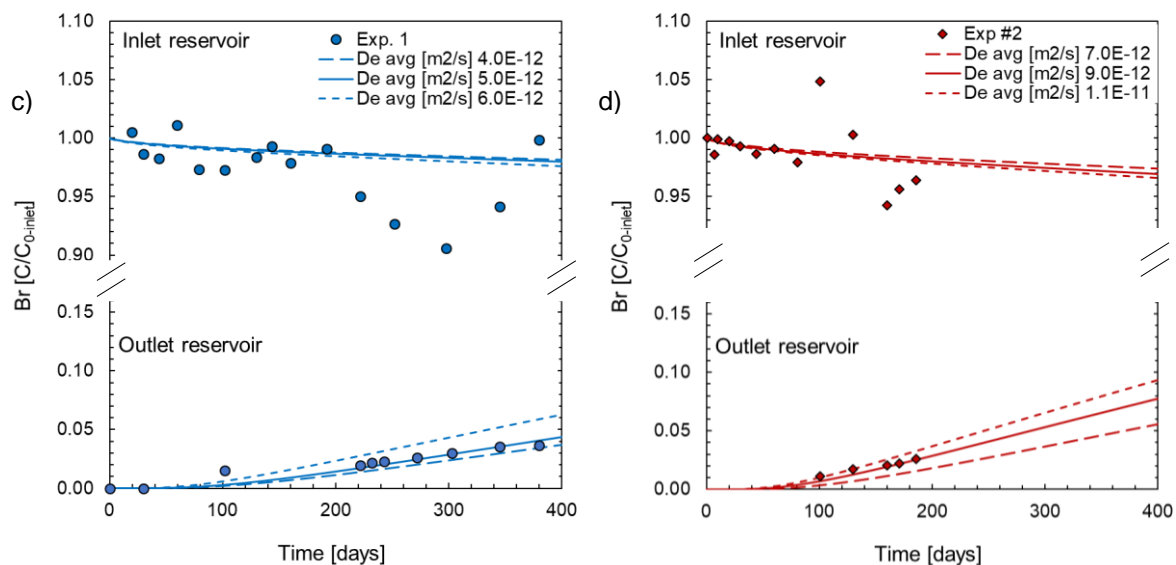 c)
Br [C/C0-inlet]
1.10
1.05
1.00
0.95
0.90
0.15
0.10
0.05
0.00
Inlet reservoir
Exp. 1
De avg [m2/s] 4.0E-12
De avg [m2/s] 5.0E-12
De avg [m2/s] 6.0E-12
Outlet reservoir
0 100 200 300 400
Time [days]
d)
Br [C/C0-inlet]
1.10
1.05
1.00
0.95
0.15
0.10
0.05
0.00
Inlet reservoir
Exp #2
De avg [m2/s] 7.0E-12
De avg [m2/s] 9.0E-12
De avg [m2/s] 1.1E-11
Outlet reservoir
0 100 200 300 400
Time [days]